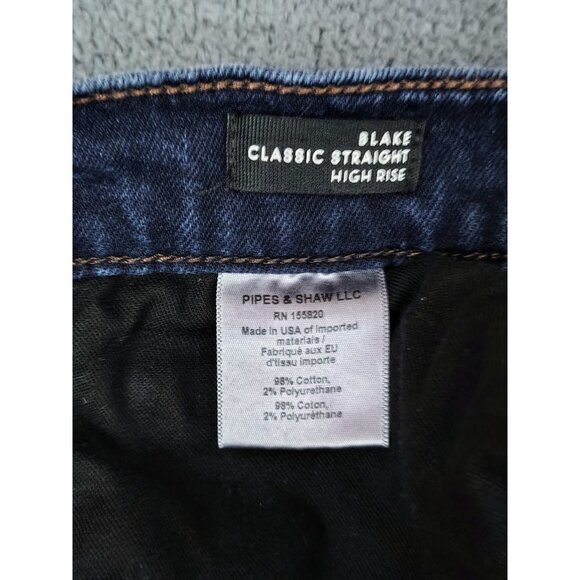 BLAKE
CLASSIC STRAIGHT
HIGH RISE
PIPES & SHAW LLC
RN 155820
Made in USA of imported
materials /
Fabriqué aux EU
d'tissu importe
98% Cotton,
2% Polyurethane
98% Coton,
2% Polyuréthane